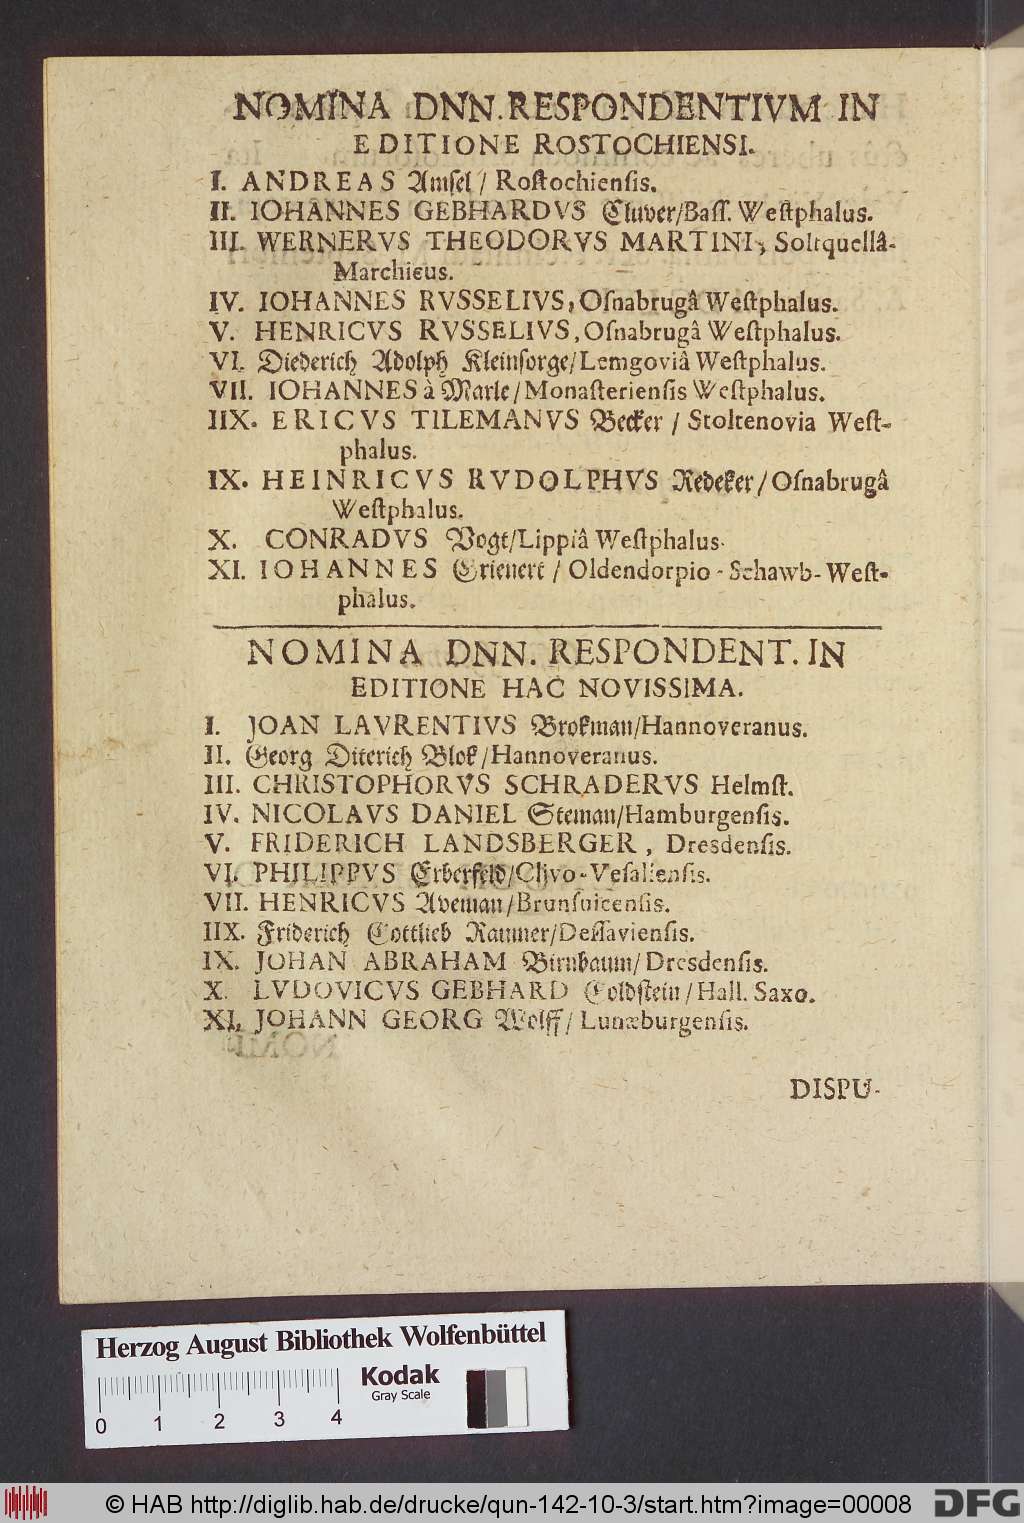 NOMINA DNN. RESPONDENTIVM IN
EDITIONE ROSTOCHIENSI.
I. ANDREAS Amsel / Rostochiensis.
II. IOHANNES GEBHARDVS Cluver/Bass. Westphalus.
III. WERNERVS THEODORVS MARTINI, Soltquellâ-
Marchicus.
IV. IOHANNES RVSSELIVS, Osnabrugâ Westphalus.
V. HENRICVS RVSSELIVS, Osnabrugâ Westphalus.
VI. Diederich Adolph Kleinsorge/Lemgoviâ Westphalus.
VII. IOHANNES à Marle/Monasteriensis Westphalus.
IIX. ERICVS TILEMANVS Becker / Stoltenovia West-
phalus.
IX. HEINRICVS RVDOLPHVS Redeker/Osnabrugâ
Westphalus.
X. CONRADVS Vogt/Lippiâ Westphalus.
XI. IOHANNES / Oldendorpio-Schawb-West-
phalus.
NOMINA DNN. RESPONDENT. IN
EDITIONE HAC NOVISSIMA.
I. JOAN LAVRENTIVS Brokman/Hannoveranus.
II. Georg Diterich Blok/Hannoveranus.
III. CHRISTOPHORVS SCHRADERVS Helmst.
IV. NICOLAVS DANIEL Steman/Hamburgensis.
V. FRIDERICH LANDSBERGER, Dresdensis.
VI. PHILIPPVS Erberfeld/Clivo-Vesaliensis.
VII. HENRICVS Aveman/Brunsuicensis.
IIX. Friderich Gottlieb Raumer/Dessaviensis.
IX. JOHAN ABRAHAM Birnbaum/Dresdensis.
X. LVDOVICVS GEBHARD Goldstein/Hall. Saxo.
XI. JOHANN GEORG Wolff/Lunæburgensis.
DISPU-
Herzog August Bibliothek Wolfenbüttel
Kodak
Gray Scale
0 1 2 3 4
© HAB http://diglib.hab.de/drucke/qun-142-10-3/start.htm?image=00008
DFG